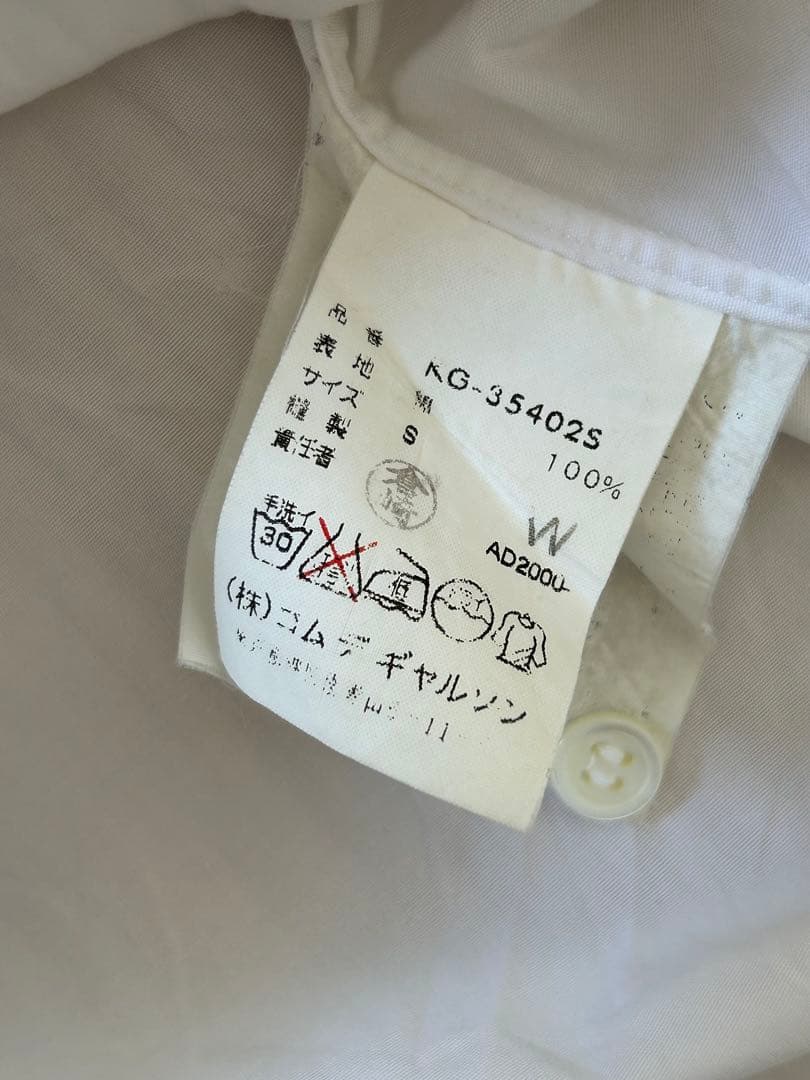 品番 KG-35402S
表地 綿 100%
サイズ S
縫製
責任者
W
AD2000
手洗イ
30
低
(株)コム デ ギャルソン